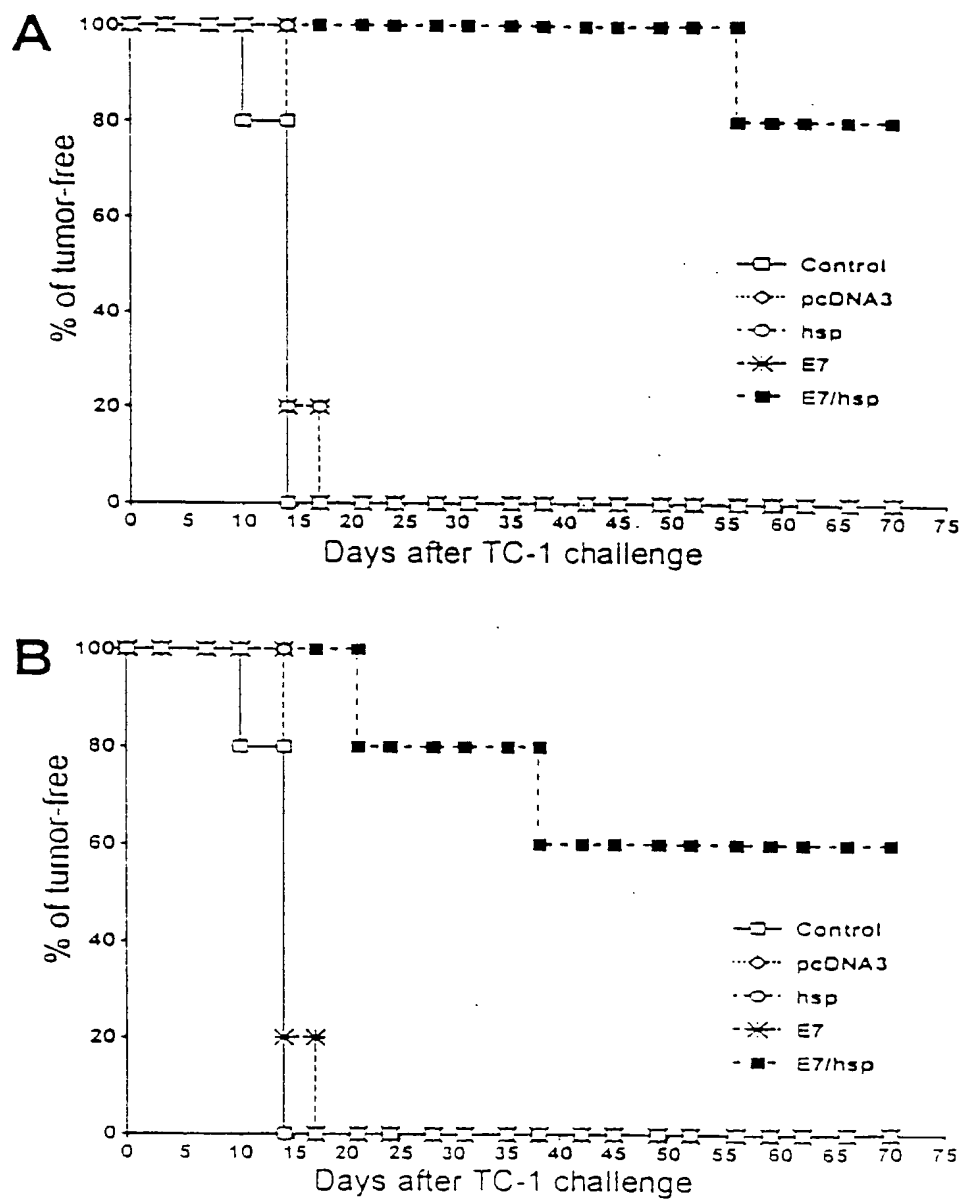 A
% of tumor-free
100
80
60
40
20
0
0 5 10 15 20 25 30 35 40 45 50 55 60 65 70 75
Days after TC-1 challenge
Control
pcDNA3
hsp
E7
E7/hsp
B
% of tumor-free
100
80
60
40
20
0
0 5 10 15 20 25 30 35 40 45 50 55 60 65 70 75
Days after TC-1 challenge
Control
pcDNA3
hsp
E7
E7/hsp